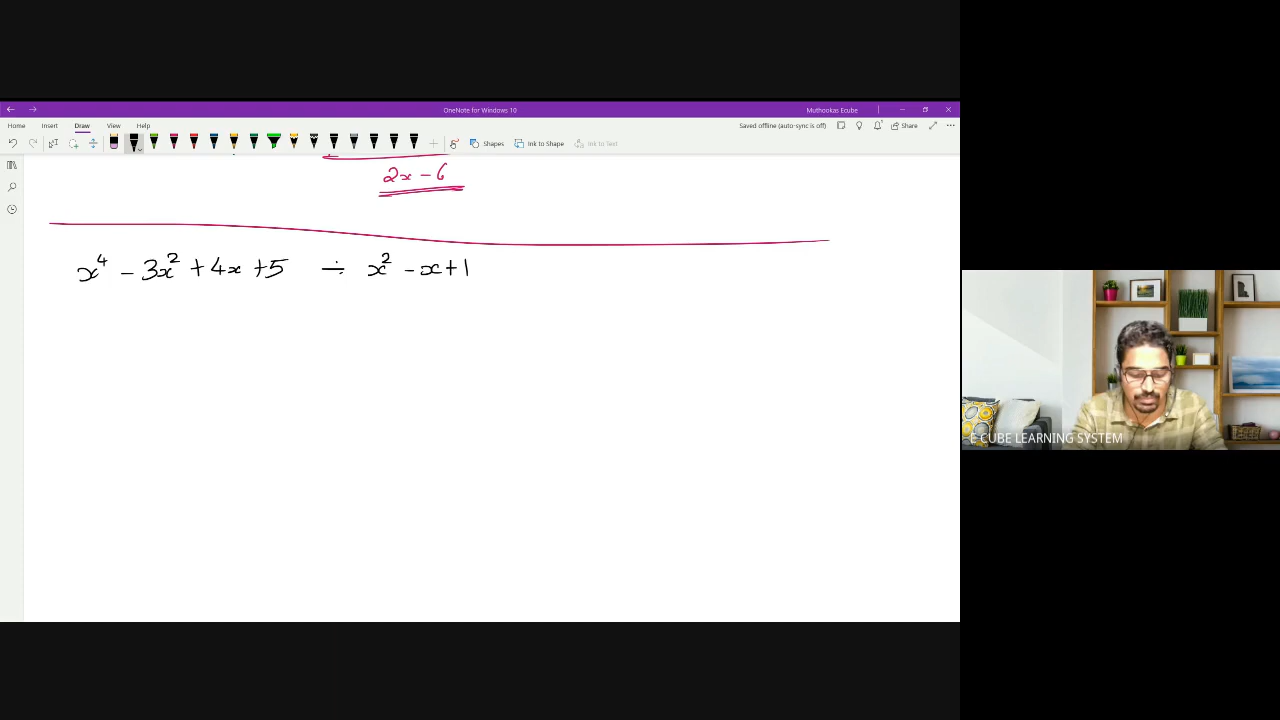 OneNote for Windows 10
Muthookas Ecube
Home Insert Draw View Help
Saved offline (auto-sync is off)
Share
Shapes
Ink to Shape
Ink to Text
2x - 6
x⁴ - 3x² + 4x + 5 ÷ x² - x + 1
E CUBE LEARNING SYSTEM